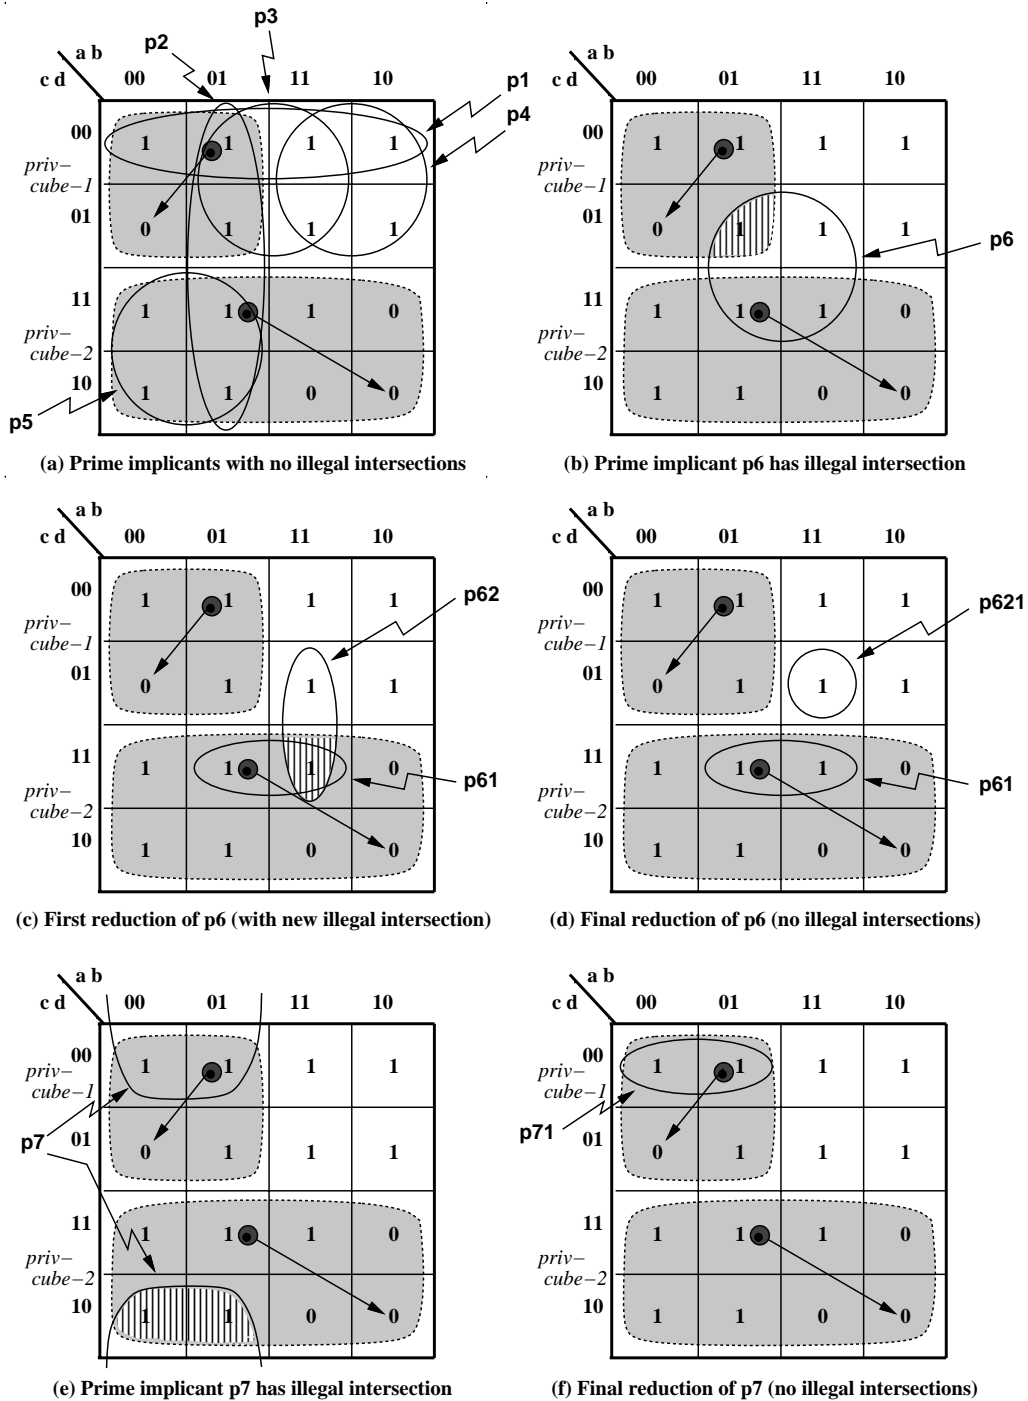 p3
p2
a b
c d 00 01 11 10
p1
p4
00 1 1 1 1
priv–
cube–1
01 0 1 1 1
11 1 1 1 0
priv–
cube–2
10 1 1 0 0
p5
(a) Prime implicants with no illegal intersections
a b
c d 00 01 11 10
00 1 1 1 1
priv–
cube–1
01 0 1 1 1
p6
11 1 1 1 0
priv–
cube–2
10 1 1 0 0
(b) Prime implicant p6 has illegal intersection
a b
c d 00 01 11 10
00 1 1 1 1
p62
priv–
cube–1
01 0 1 1 1
11 1 1 1 0
p61
priv–
cube–2
10 1 1 0 0
(c) First reduction of p6 (with new illegal intersection)
a b
c d 00 01 11 10
00 1 1 1 1
p621
priv–
cube–1
01 0 1 1 1
11 1 1 1 0
p61
priv–
cube–2
10 1 1 0 0
(d) Final reduction of p6 (no illegal intersections)
a b
c d 00 01 11 10
00 1 1 1 1
priv–
cube–1
01 0 1 1 1
p7
11 1 1 1 0
priv–
cube–2
10 1 1 0 0
(e) Prime implicant p7 has illegal intersection
a b
c d 00 01 11 10
00 1 1 1 1
priv–
cube–1
p71
01 0 1 1 1
11 1 1 1 0
priv–
cube–2
10 1 1 0 0
(f) Final reduction of p7 (no illegal intersections)